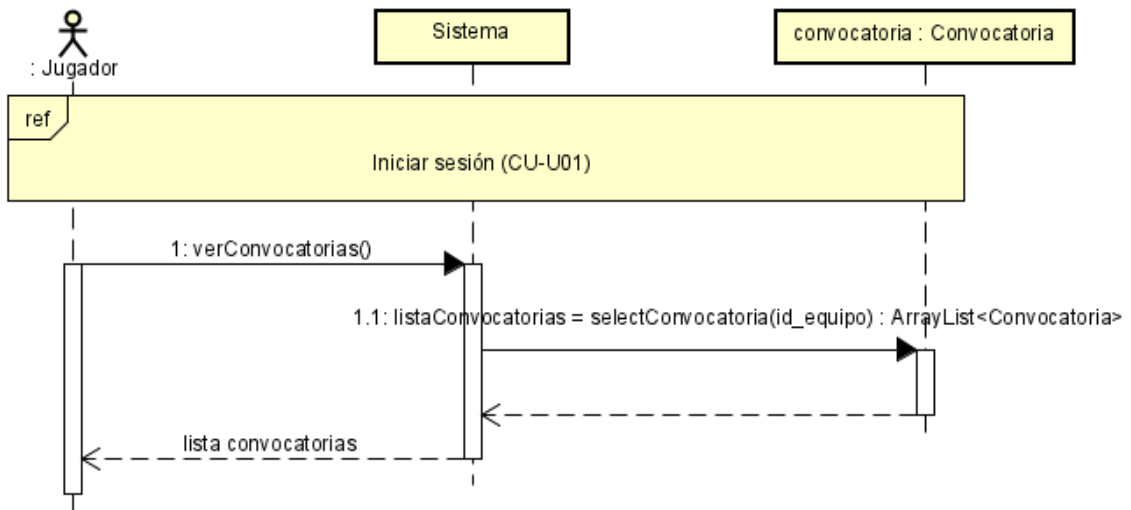 Sistema
convocatoria : Convocatoria
: Jugador
ref
Iniciar sesión (CU-U01)
1: verConvocatorias()
1.1: listaConvocatorias = selectConvocatoria(id_equipo) : ArrayList<Convocatoria>
lista convocatorias